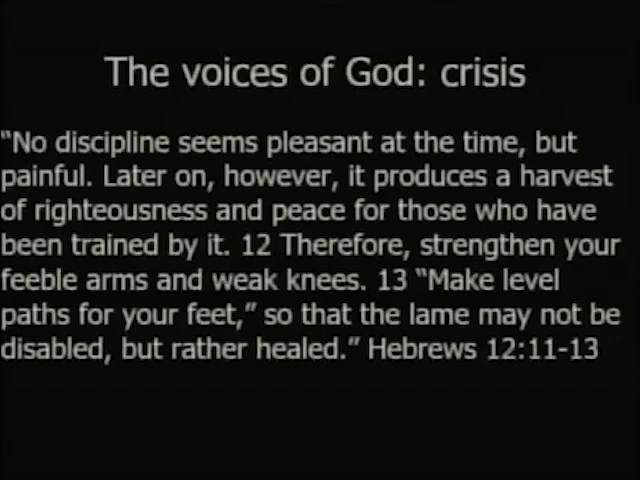 The voices of God: crisis
“No discipline seems pleasant at the time, but
painful. Later on, however, it produces a harvest
of righteousness and peace for those who have
been trained by it. 12 Therefore, strengthen your
feeble arms and weak knees. 13 “Make level
paths for your feet,” so that the lame may not be
disabled, but rather healed.” Hebrews 12:11-13